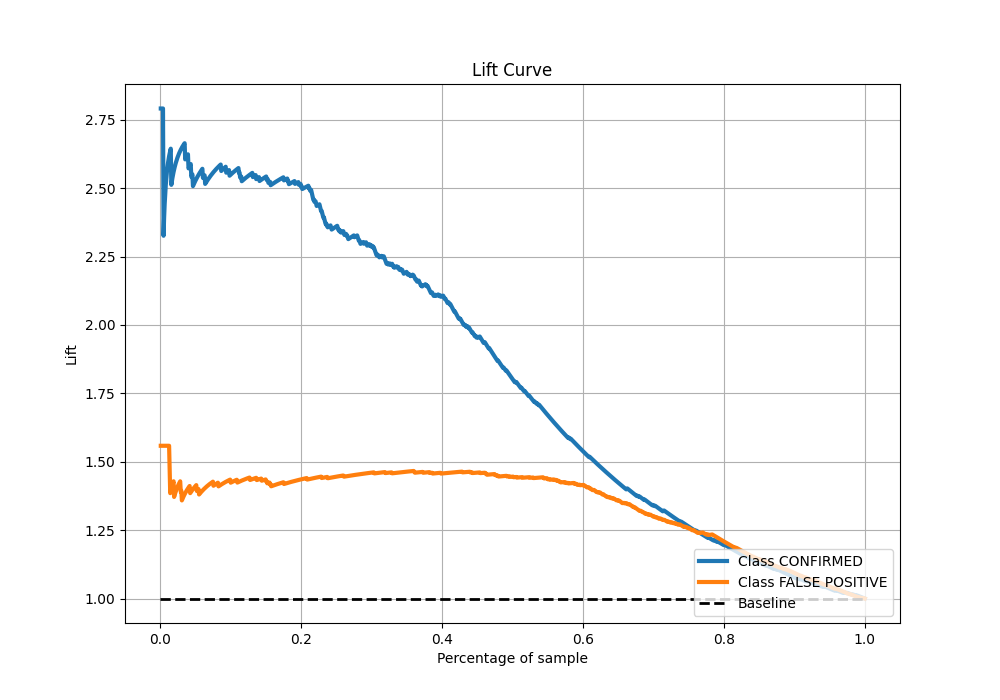 Lift Curve
2.75
2.50
2.25
2.00
1.75
1.50
1.25
1.00
Lift
0.0 0.2 0.4 0.6 0.8 1.0
Percentage of sample
Class CONFIRMED
Class FALSE POSITIVE
Baseline